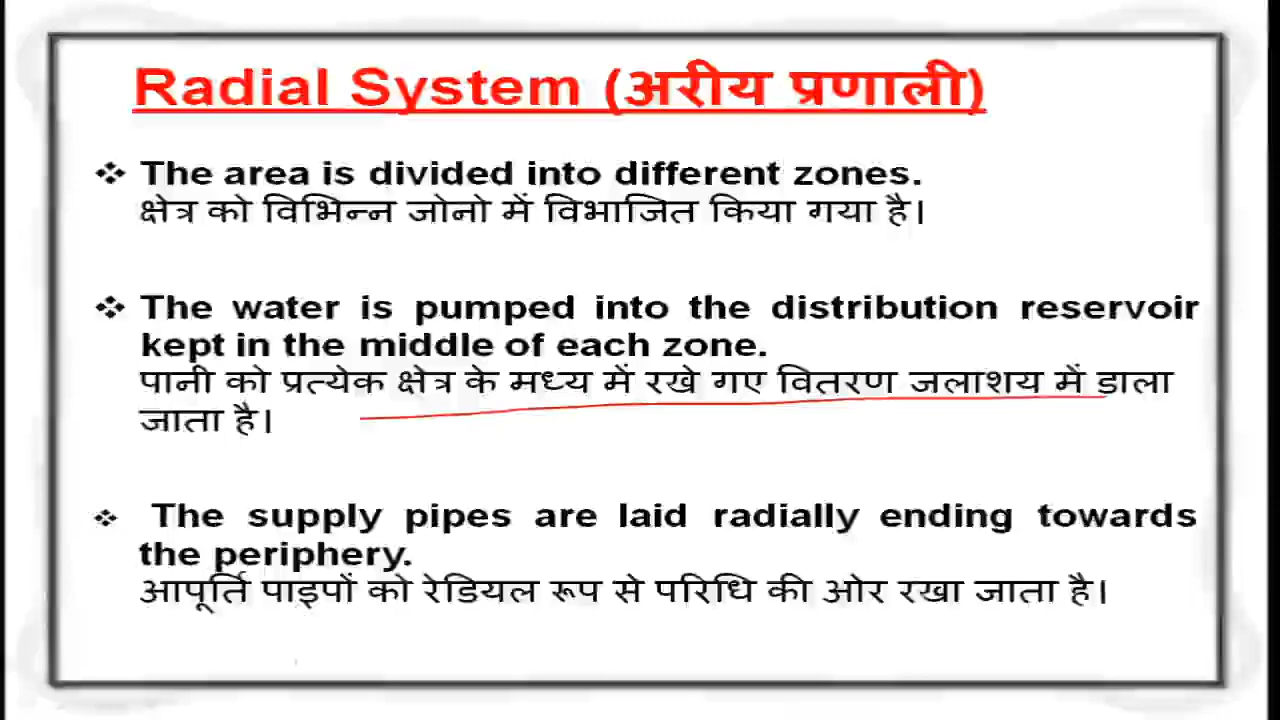 Radial System (अरीय प्रणाली)
❖ The area is divided into different zones.
क्षेत्र को विभिन्न जोनो में विभाजित किया गया है।
❖ The water is pumped into the distribution reservoir
kept in the middle of each zone.
पानी को प्रत्येक क्षेत्र के मध्य में रखे गए वितरण जलाशय में डाला
जाता है।
❖ The supply pipes are laid radially ending towards
the periphery.
आपूर्ति पाइपों को रेडियल रूप से परिधि की ओर रखा जाता है।